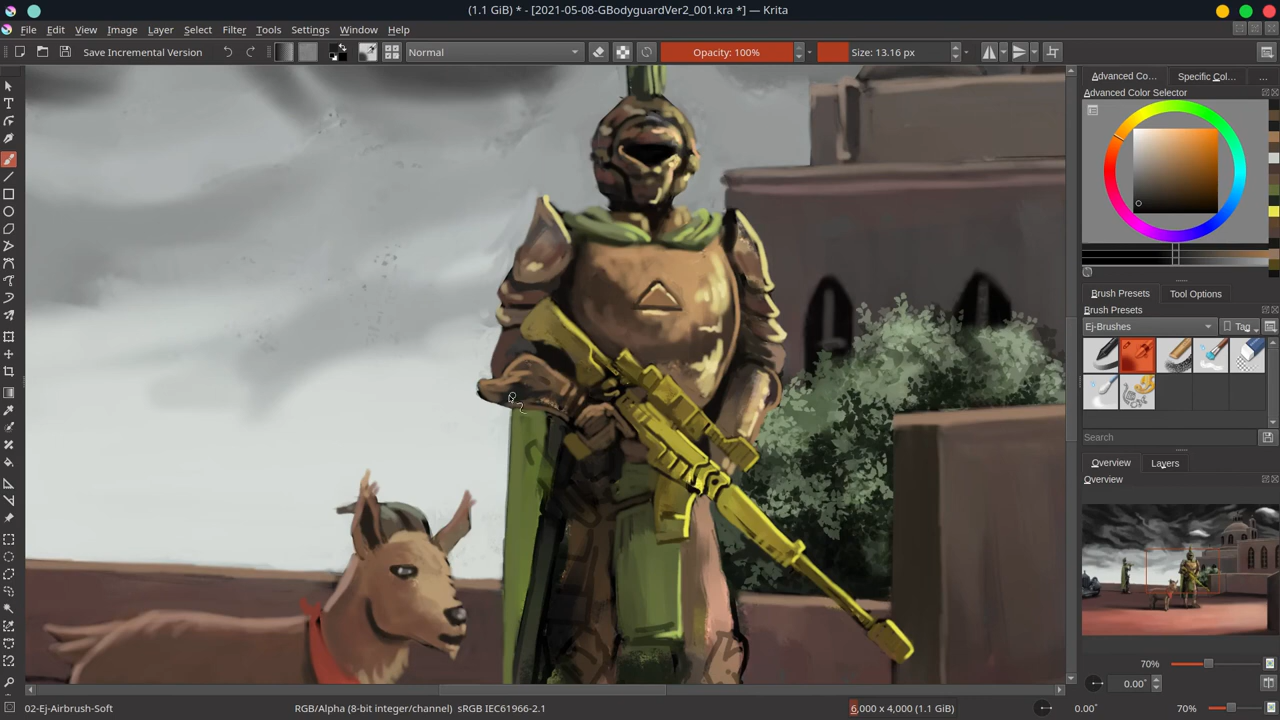 (1.1 GiB) * - [2021-05-08-GBodyguardVer2_001.kra *] — Krita
File Edit View Image Layer Select Filter Tools Settings Window Help
Save Incremental Version Normal Opacity: 100% Size: 13.16 px
Advanced Co... Specific Col... ...
Advanced Color Selector
Brush Presets Tool Options
Brush Presets
Ej-Brushes Tag
Search
Overview Layers
Overview
70%
0.00°
02-Ej-Airbrush-Soft RGB/Alpha (8-bit integer/channel) sRGB IEC61966-2.1 6,000 x 4,000 (1.1 GiB) 0.00° 70%